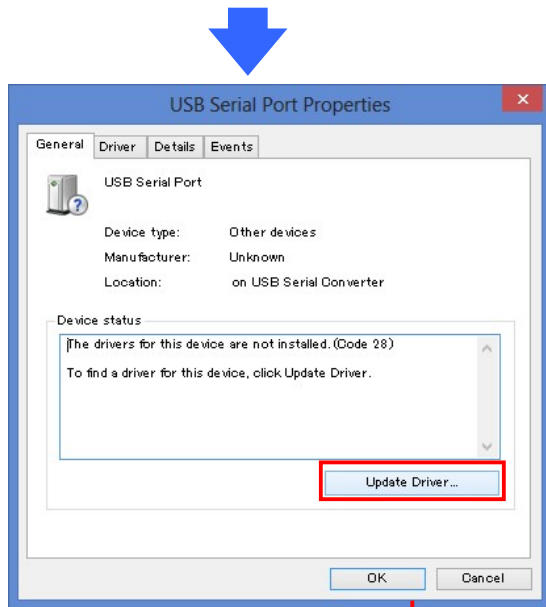 USB Serial Port Properties
General Driver Details Events
USB Serial Port
Device type: Other devices
Manufacturer: Unknown
Location: on USB Serial Converter
Device status
The drivers for this device are not installed. (Code 28)
To find a driver for this device, click Update Driver.
Update Driver...
OK Cancel